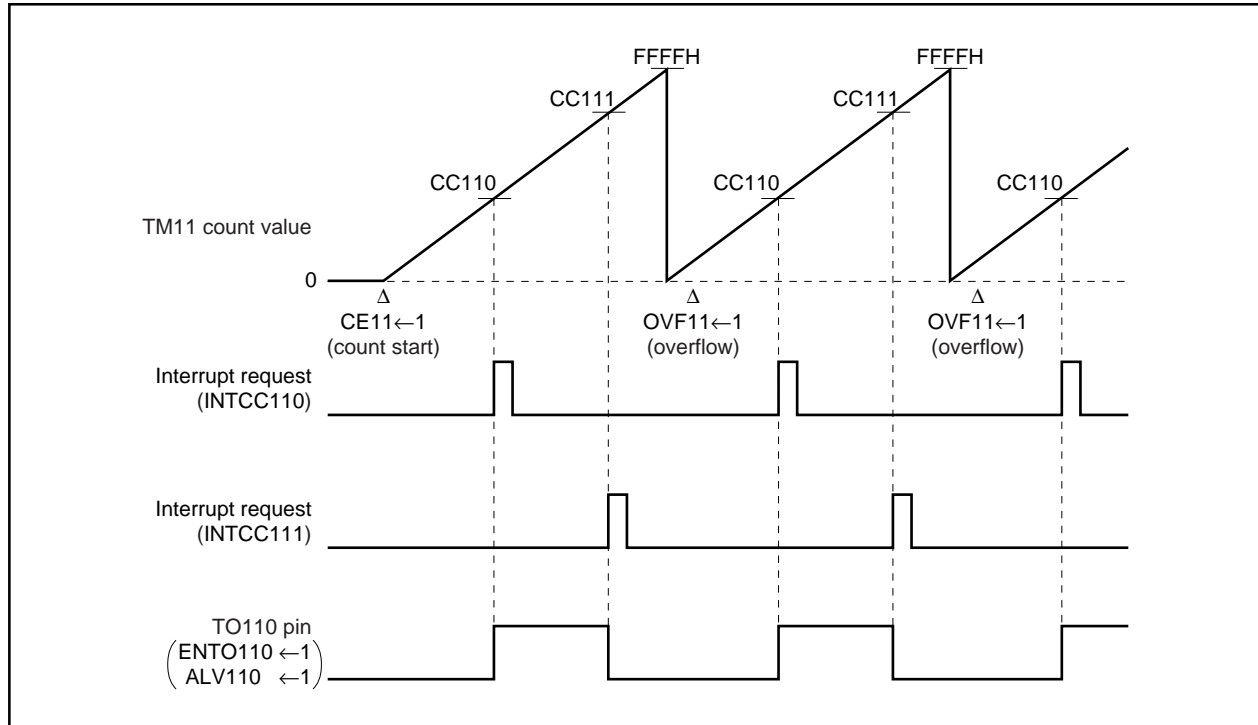 FFFFH FFFFH
CC111 CC111
CC110 CC110 CC110
TM11 count value
0
Δ Δ Δ
CE11←1 OVF11←1 OVF11←1
(count start) (overflow) (overflow)
Interrupt request
(INTCC110)
Interrupt request
(INTCC111)
TO110 pin
ENTO110 ←1
ALV110 ←1